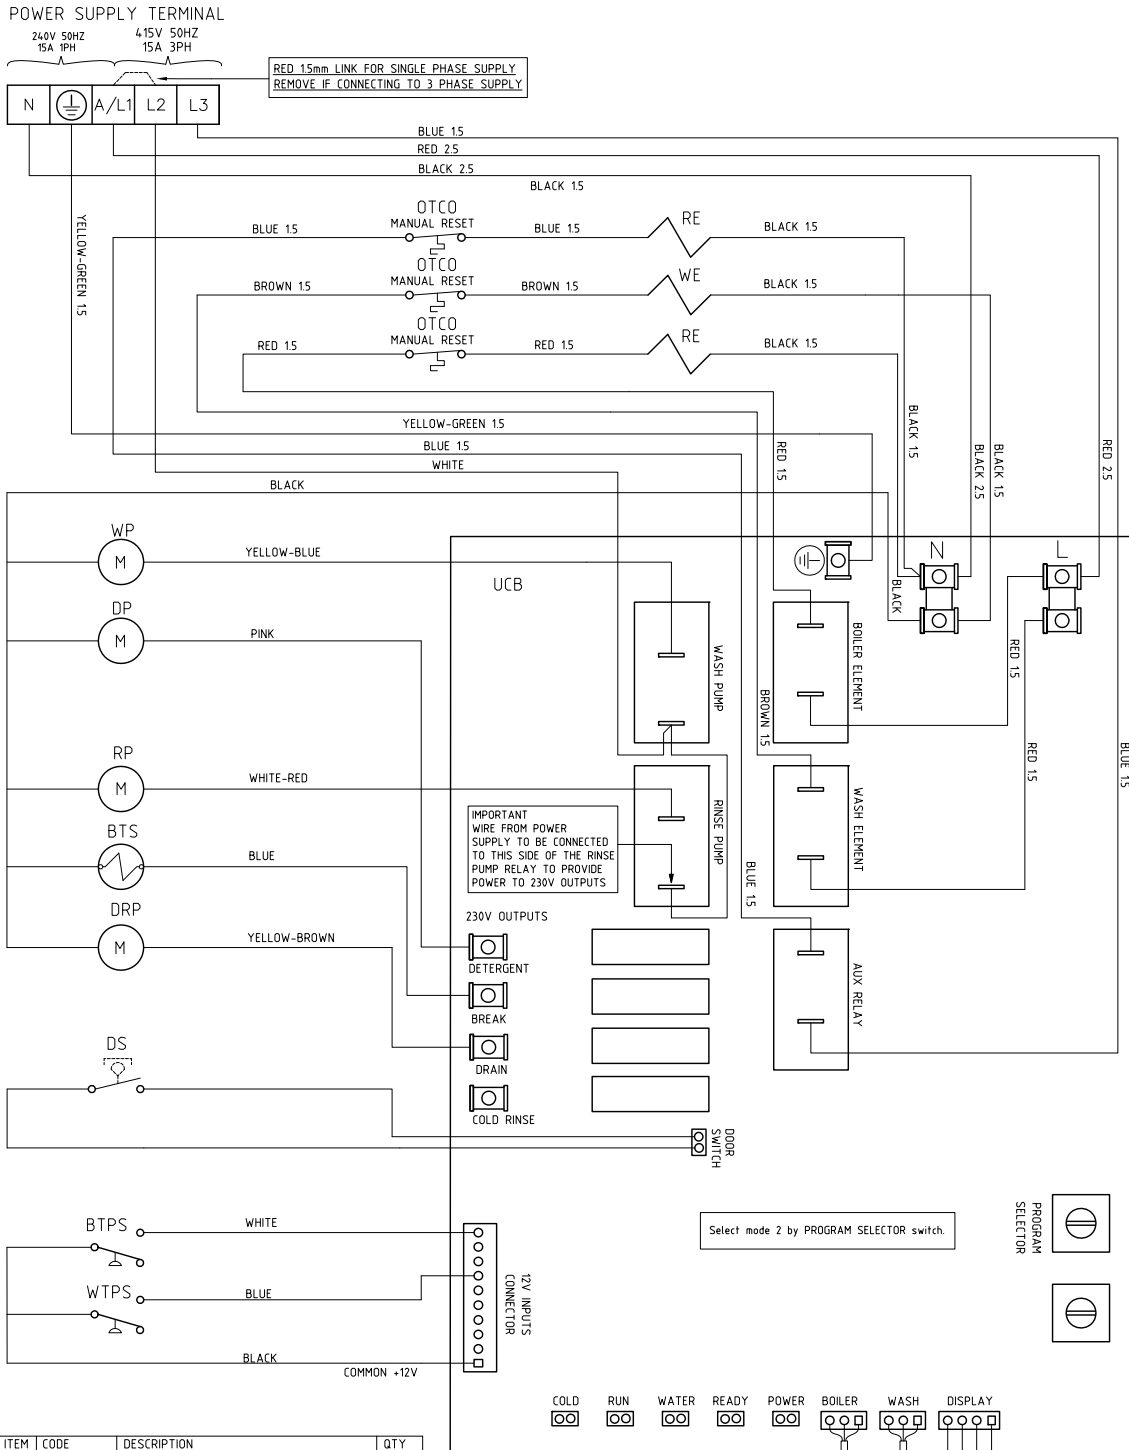 POWER SUPPLY TERMINAL
240V 50HZ
15A 1PH
415V 50HZ
15A 3PH
RED 1.5mm LINK FOR SINGLE PHASE SUPPLY
REMOVE IF CONNECTING TO 3 PHASE SUPPLY
N
A/L1
L2
L3
BLUE 1.5
RED 2.5
BLACK 2.5
BLACK 1.5
YELLOW-GREEN 1.5
OTCO
MANUAL RESET
BLUE 1.5
BLUE 1.5
RE
BLACK 1.5
OTCO
MANUAL RESET
BROWN 1.5
BROWN 1.5
WE
BLACK 1.5
OTCO
MANUAL RESET
RED 1.5
RED 1.5
RE
BLACK 1.5
YELLOW-GREEN 1.5
BLUE 1.5
WHITE
BLACK
RED 1.5
BLACK 1.5
BLACK 2.5
BLACK 1.5
RED 2.5
WP
M
YELLOW-BLUE
UCB
N
L
BLACK
DP
M
PINK
WASH PUMP
BOILER ELEMENT
RED 1.5
BROWN 1.5
RED 1.5
BLUE 1.5
RP
M
WHITE-RED
IMPORTANT
WIRE FROM POWER
SUPPLY TO BE CONNECTED
TO THIS SIDE OF THE RINSE
PUMP RELAY TO PROVIDE
POWER TO 230V OUTPUTS
RINSE PUMP
WASH ELEMENT
BTS
BLUE
BLUE 1.5
DRP
M
YELLOW-BROWN
230V OUTPUTS
DETERGENT
BREAK
DRAIN
COLD RINSE
AUX RELAY
DS
DOOR
SWITCH
BTPS
WHITE
WTPS
BLUE
BLACK
COMMON +12V
12V INPUTS
CONNECTOR
Select mode 2 by PROGRAM SELECTOR switch.
PROGRAM
SELECTOR
COLD
RUN
WATER
READY
POWER
BOILER
WASH
DISPLAY
ITEM
CODE
DESCRIPTION
QTY